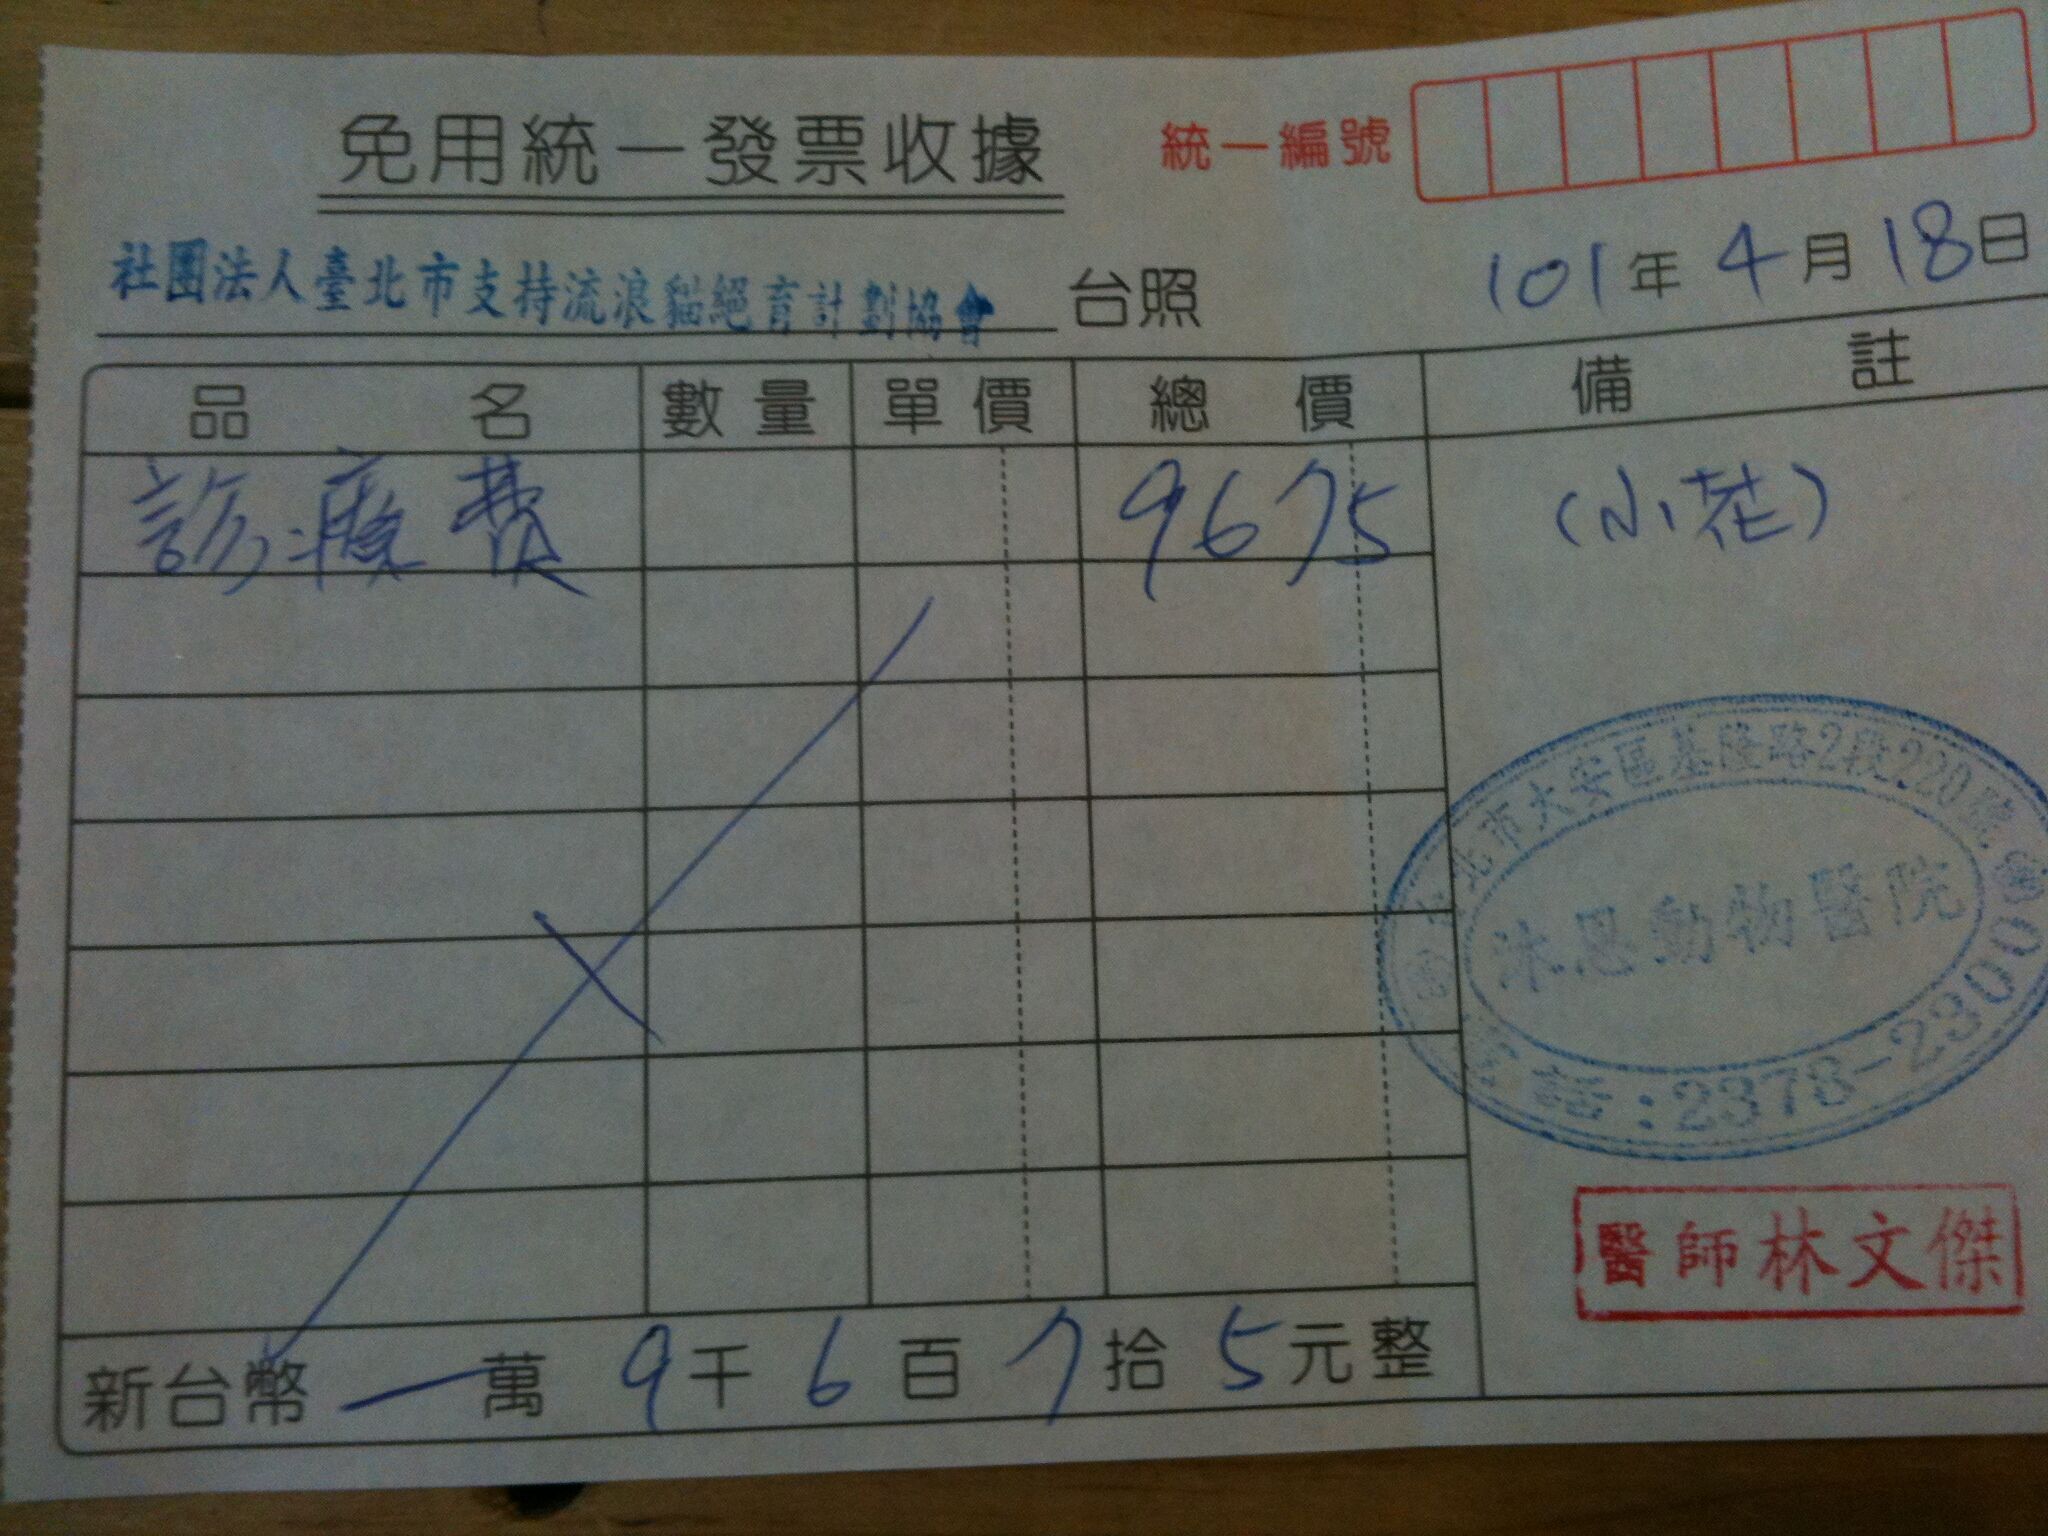 免用統一發票收據
統一編號
社團法人臺北市支持流浪貓絕育計劃協會 台照
101年4月18日
品名 數量 單價 總價 備註
診療費 9675 (小花)
台北市大安區基隆路2段220號
沐恩動物醫院
電話:2378-2300
醫師林文傑
新台幣 一萬 9千 6百 7拾 5元整